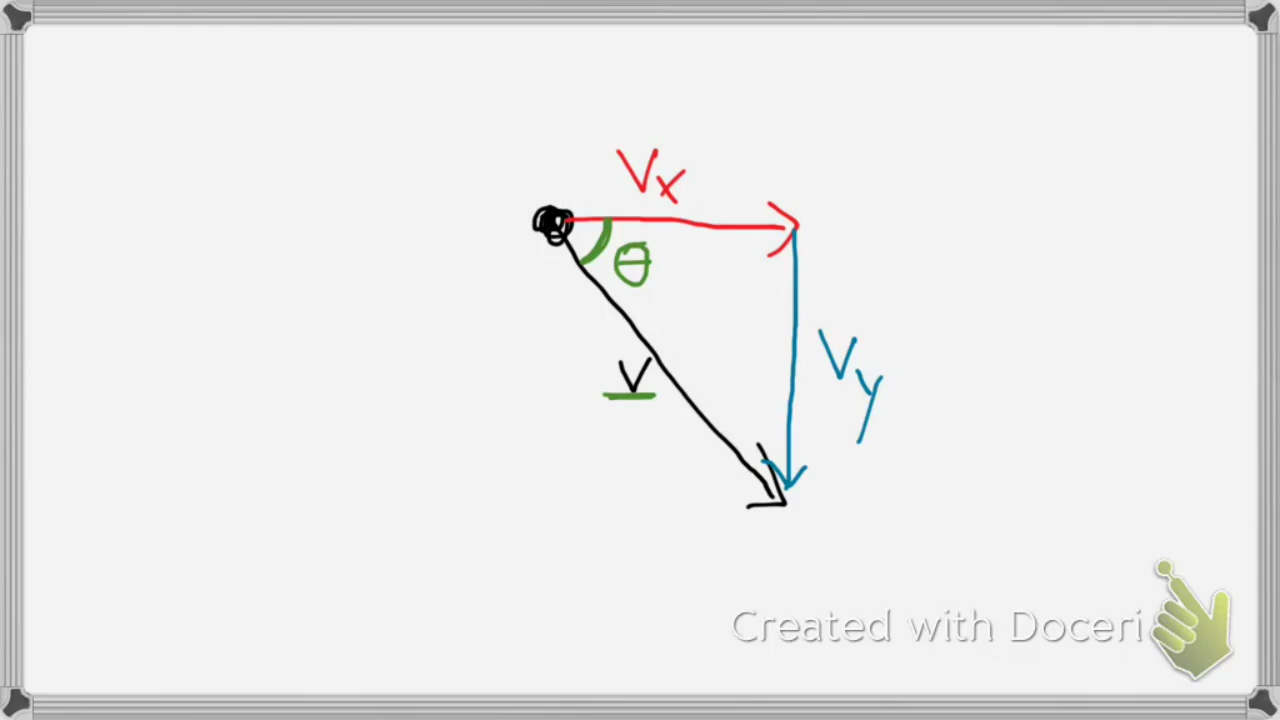 Vx
θ
V
Vy
Created with Doceri